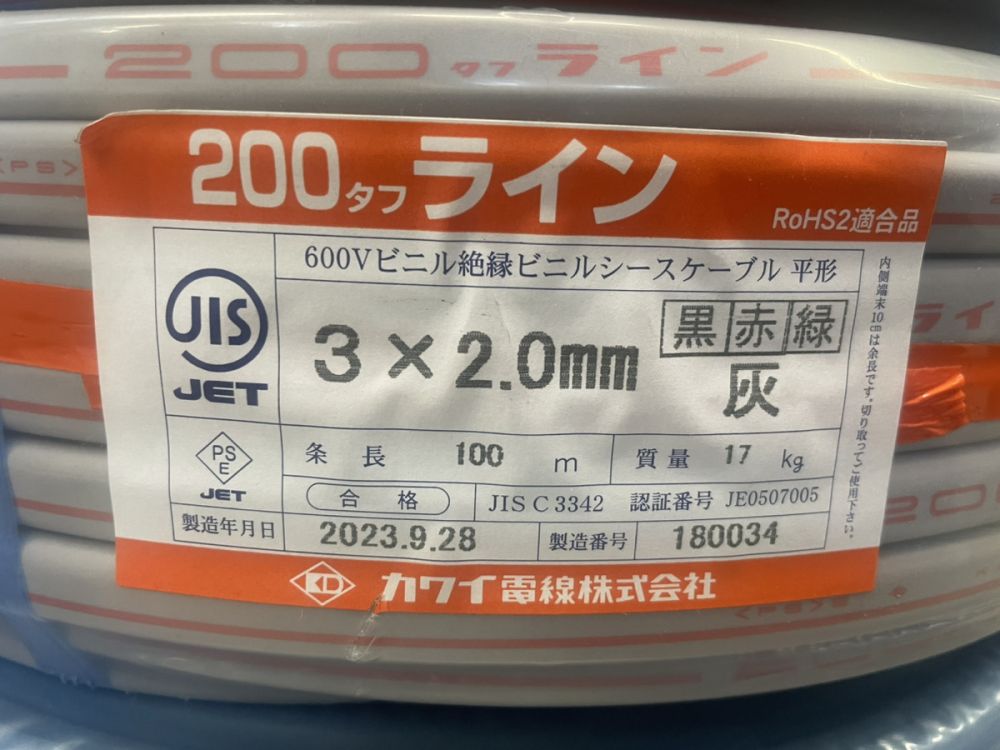 200タフライン
<PS>
200タフライン
RoHS2適合品
600Vビニル絶縁ビニルシースケーブル 平形
JIS
JET
3×2.0mm
黒 赤 緑
灰
PS
E
JET
条長 100 m
質量 17 kg
合格
JIS C 3342 認証番号 JE0507005
製造年月日 2023.9.28
製造番号 180034
KD カワイ電線株式会社
内側端末10cmは余長です。切り取ってご使用下さい。
ライン
200